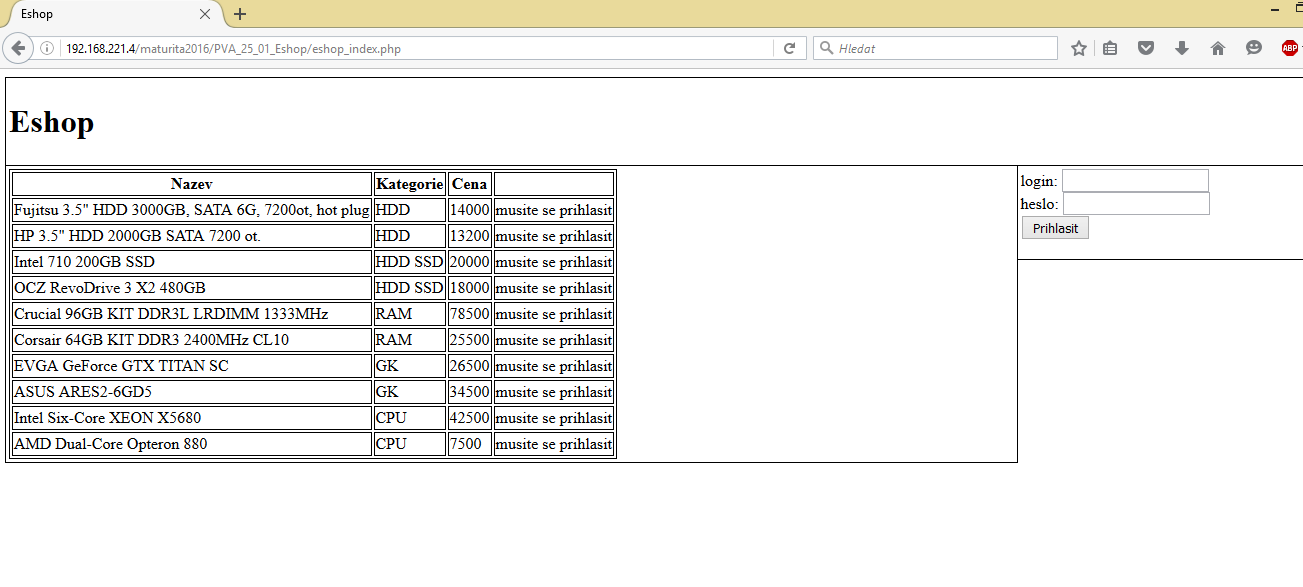 Eshop
192.168.221.4/maturita2016/PVA_25_01_Eshop/eshop_index.php
Hledat
ABP
Eshop
Nazev Kategorie Cena
Fujitsu 3.5" HDD 3000GB, SATA 6G, 7200ot, hot plug HDD 14000 musite se prihlasit
HP 3.5" HDD 2000GB SATA 7200 ot. HDD 13200 musite se prihlasit
Intel 710 200GB SSD HDD SSD 20000 musite se prihlasit
OCZ RevoDrive 3 X2 480GB HDD SSD 18000 musite se prihlasit
Crucial 96GB KIT DDR3L LRDIMM 1333MHz RAM 78500 musite se prihlasit
Corsair 64GB KIT DDR3 2400MHz CL10 RAM 25500 musite se prihlasit
EVGA GeForce GTX TITAN SC GK 26500 musite se prihlasit
ASUS ARES2-6GD5 GK 34500 musite se prihlasit
Intel Six-Core XEON X5680 CPU 42500 musite se prihlasit
AMD Dual-Core Opteron 880 CPU 7500 musite se prihlasit
login:
heslo:
Prihlasit